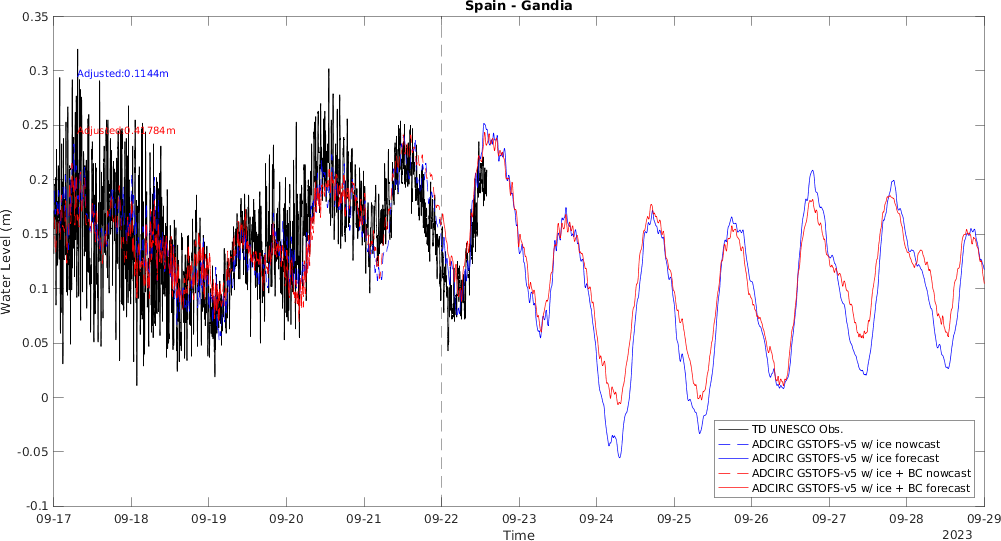 Spain - Gandia
0.35
0.3
0.25
0.2
0.15
0.1
0.05
0
-0.05
-0.1
Water Level (m)
Adjusted:0.1144m
09-17
09-18
09-19
09-20
09-21
09-22
09-23
09-24
09-25
09-26
09-27
09-28
09-29
Time
2023
TD UNESCO Obs.
ADCIRC GSTOFS-v5 w/ ice nowcast
ADCIRC GSTOFS-v5 w/ ice forecast
ADCIRC GSTOFS-v5 w/ ice + BC nowcast
ADCIRC GSTOFS-v5 w/ ice + BC forecast